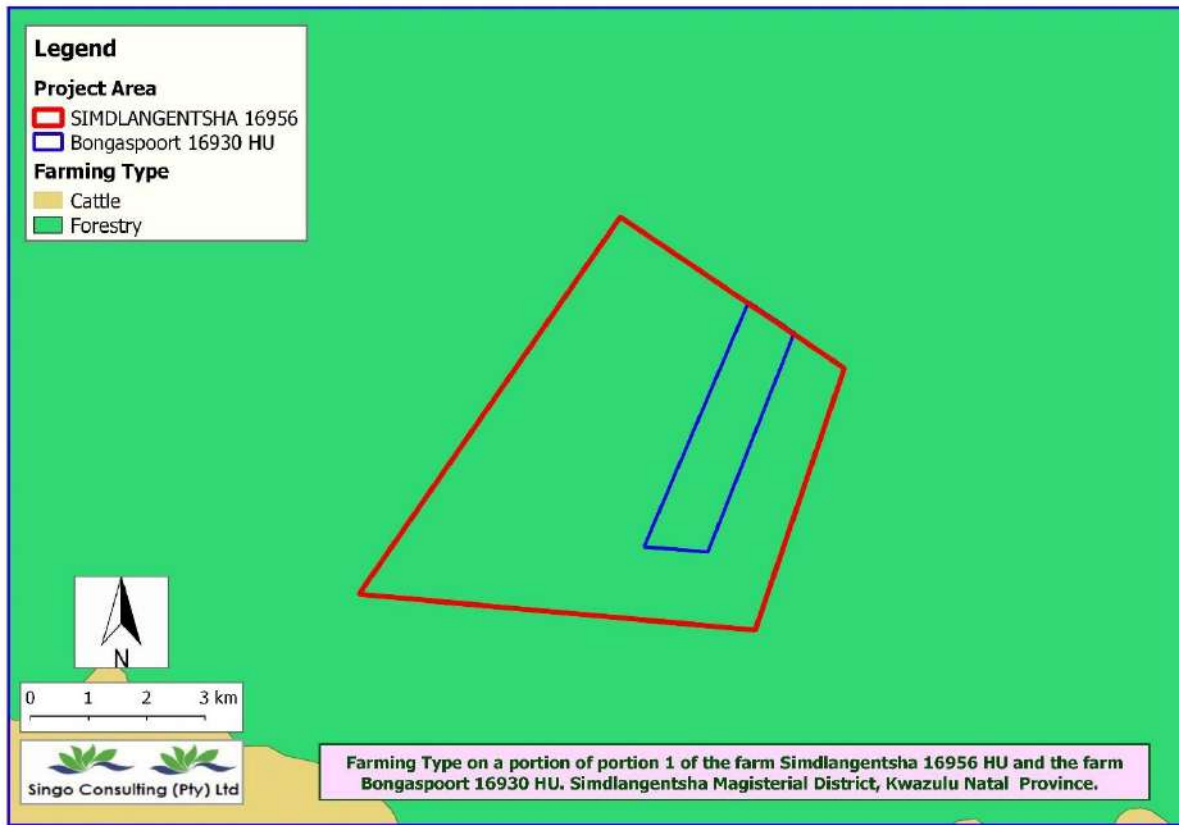 Legend
Project Area
SIMDLANGENTSHA 16956
Bongaspoort 16930 HU
Farming Type
Cattle
Forestry
N
0 1 2 3 km
Singo Consulting (Pty) Ltd
Farming Type on a portion of portion 1 of the farm Simdlangentsha 16956 HU and the farm
Bongaspoort 16930 HU. Simdlangentsha Magisterial District, Kwazulu Natal Province.